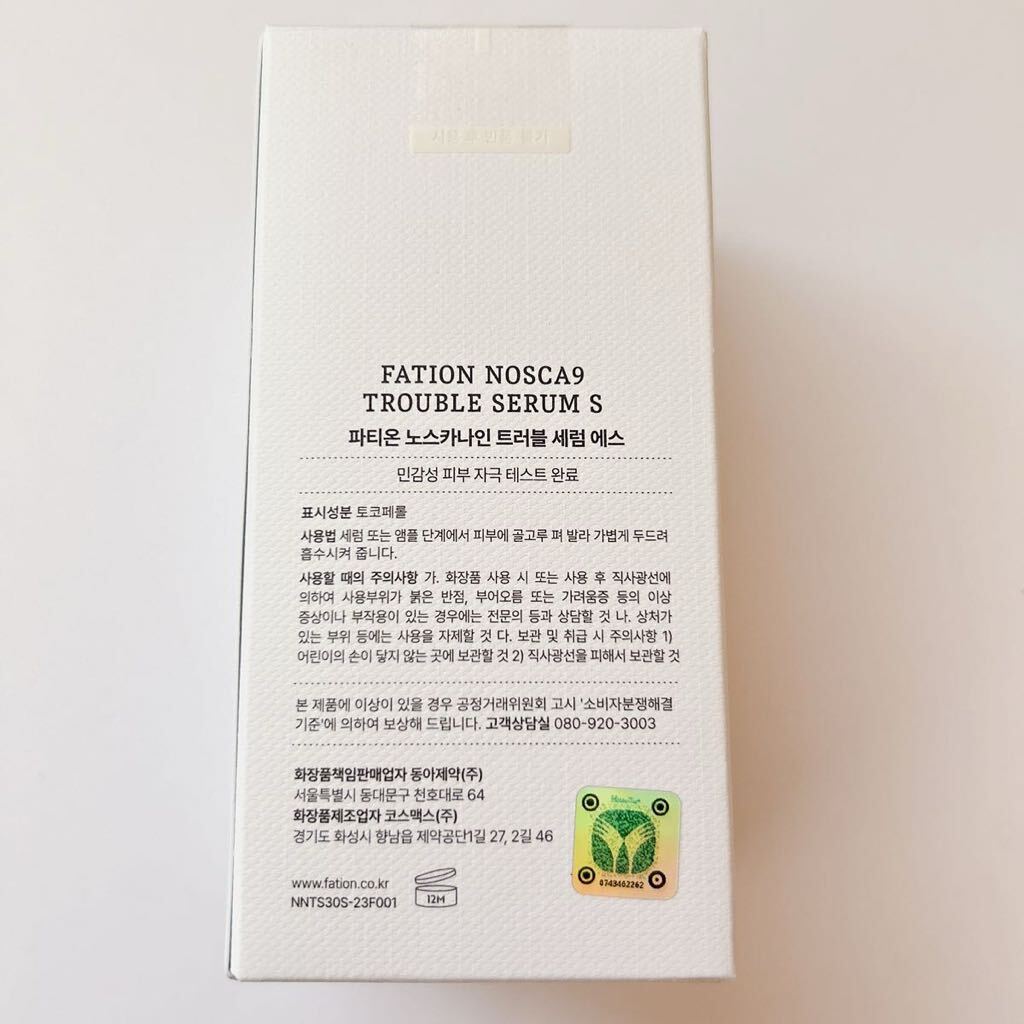 FATION NOSCA9
TROUBLE SERUM S
파티온 노스카나인 트러블 세럼 에스
민감성 피부 자극 테스트 완료
표시성분 토코페롤
사용법 세럼 또는 앰플 단계에서 피부에 골고루 펴 발라 가볍게 두드려
흡수시켜 줍니다.
사용할 때의 주의사항 가. 화장품 사용 시 또는 사용 후 직사광선에
의하여 사용부위가 붉은 반점, 부어오름 또는 가려움증 등의 이상
증상이나 부작용이 있는 경우에는 전문의 등과 상담할 것 나. 상처가
있는 부위 등에는 사용을 자제할 것 다. 보관 및 취급 시 주의사항 1)
어린이의 손이 닿지 않는 곳에 보관할 것 2) 직사광선을 피해서 보관할 것
본 제품에 이상이 있을 경우 공정거래위원회 고시 '소비자분쟁해결
기준'에 의하여 보상해 드립니다. 고객상담실 080-920-3003
화장품책임판매업자 동아제약(주)
서울특별시 동대문구 천호대로 64
화장품제조업자 코스맥스(주)
경기도 화성시 향남읍 제약공단1길 27, 2길 46
www.fation.co.kr
NNTS30S-23F001
12M
0743462262